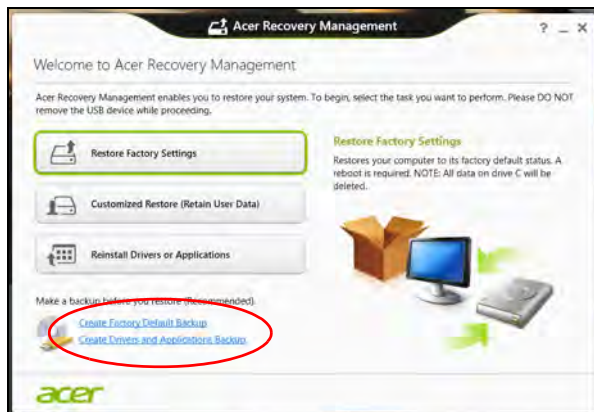 Acer Recovery Management
? _ X
Welcome to Acer Recovery Management
Acer Recovery Management enables you to restore your system. To begin, select the task you want to perform. Please DO NOT
remove the USB device while proceeding.
Restore Factory Settings
Customized Restore (Retain User Data)
Reinstall Drivers or Applications
Restore Factory Settings
Restores your computer to its factory default status. A
reboot is required. NOTE: All data on drive C will be
deleted.
Make a backup before you restore (Recommended).
Create Factory Default Backup
Create Drivers and Applications Backup.
acer